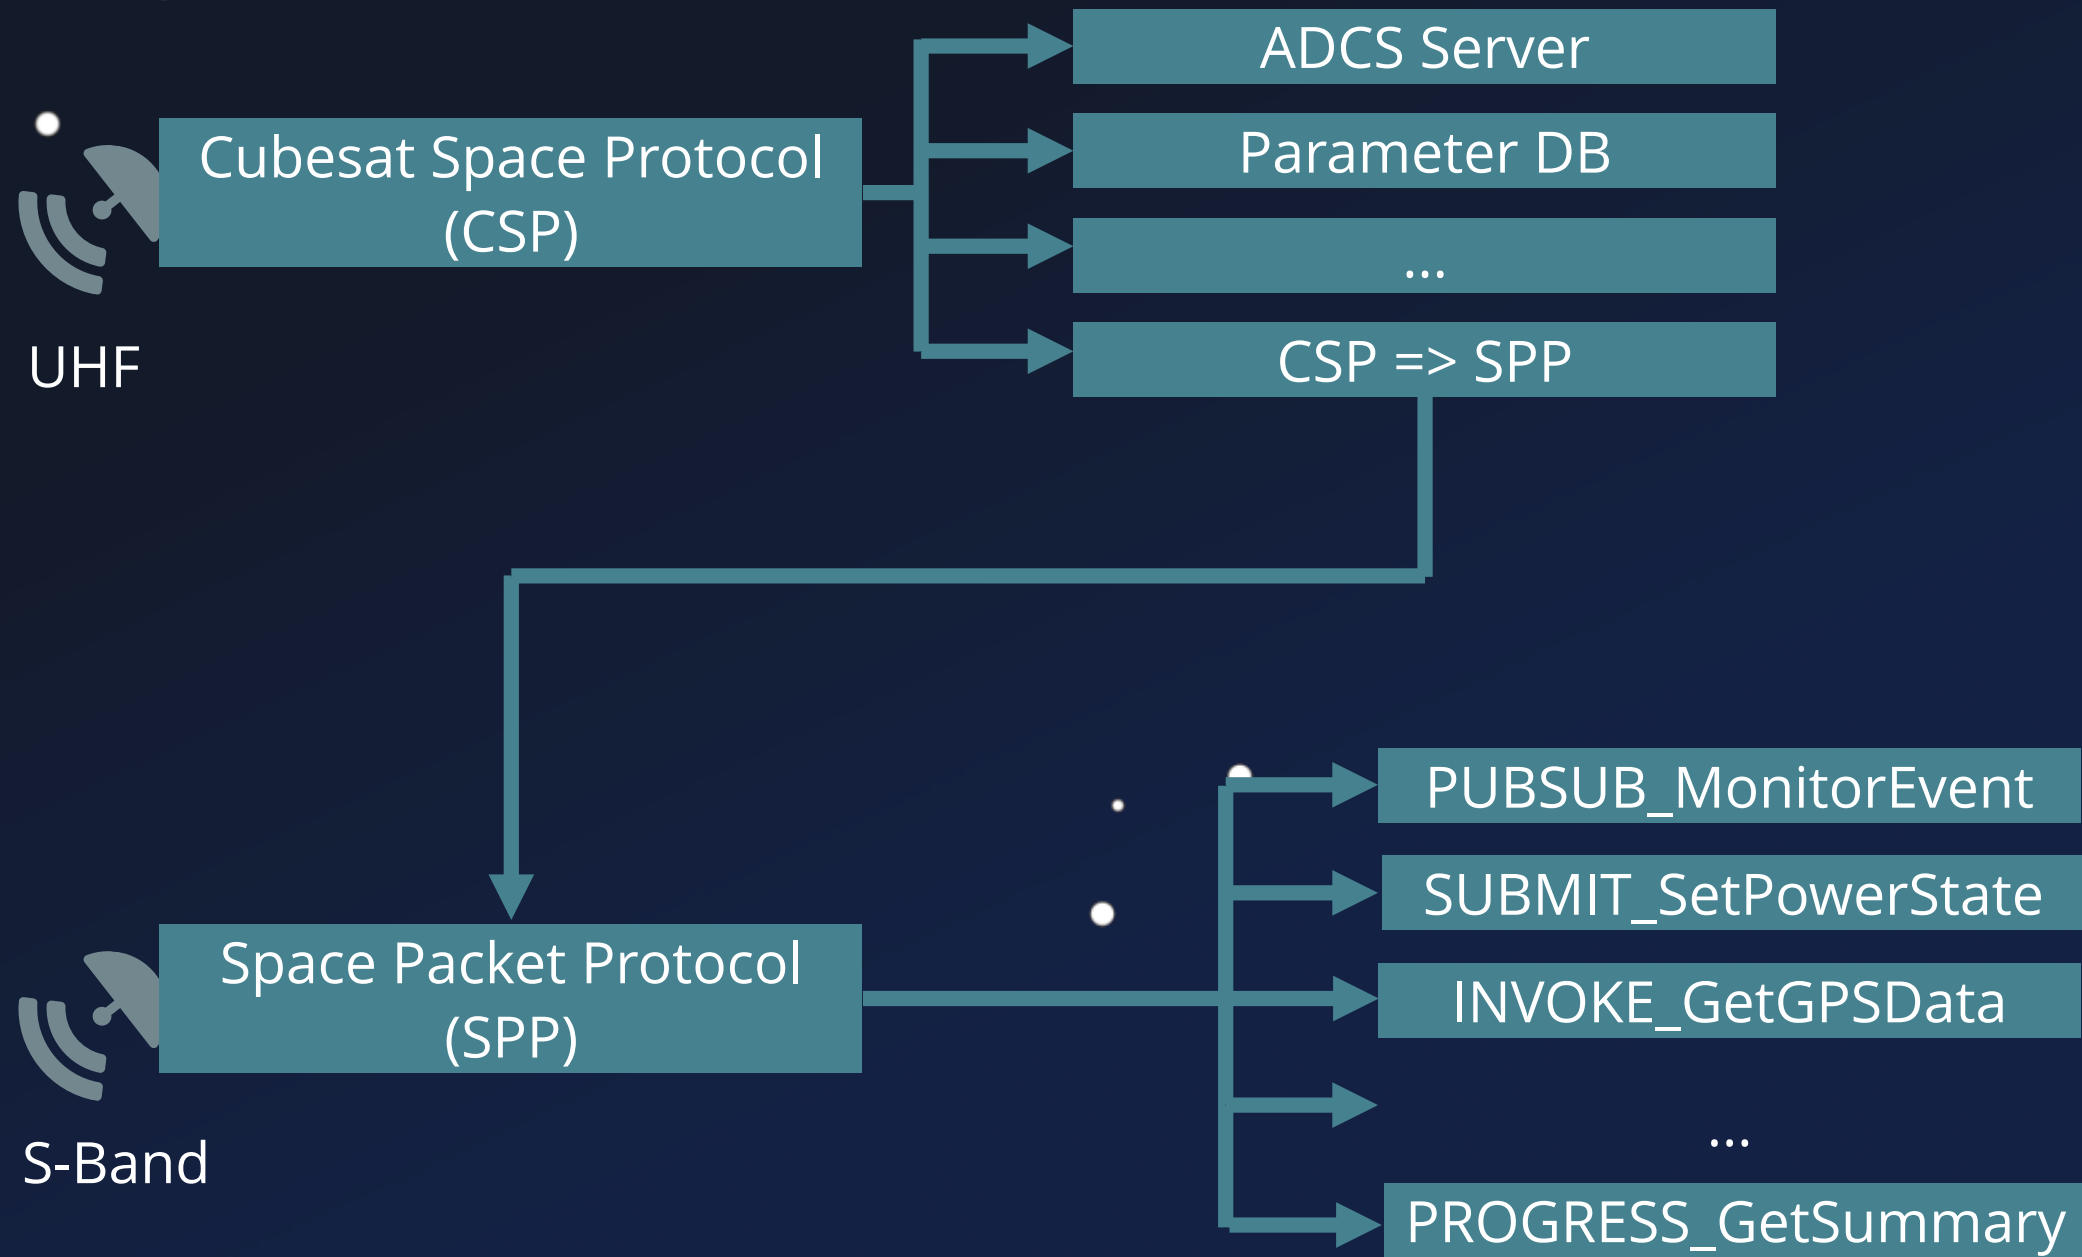 ADCS Server
Cubesat Space Protocol
(CSP)
Parameter DB
...
UHF
CSP => SPP
PUBSUB_MonitorEvent
SUBMIT_SetPowerState
Space Packet Protocol
(SPP)
INVOKE_GetGPSData
...
S-Band
PROGRESS_GetSummary